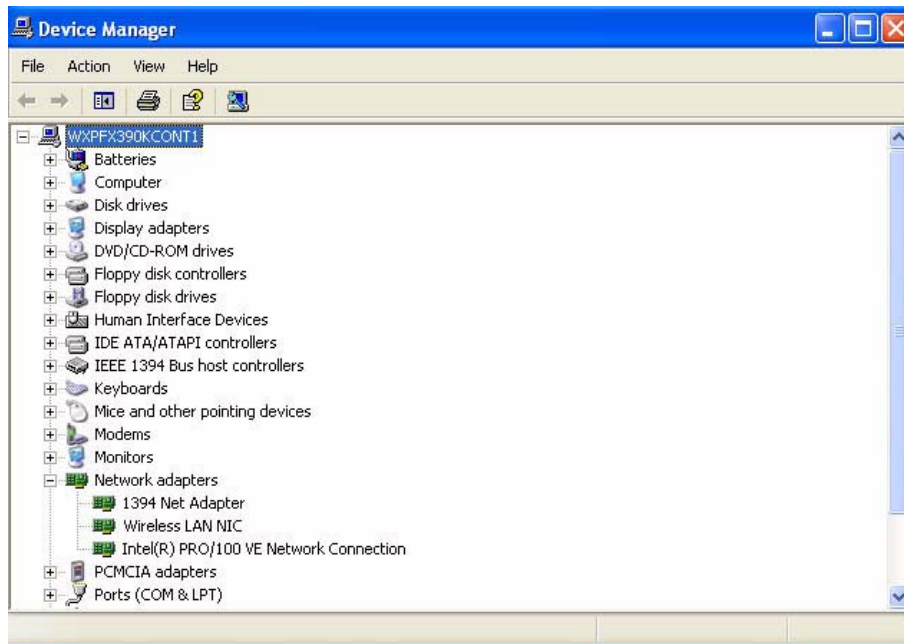 Device Manager
File Action View Help
WXPFX390KCONT1
Batteries
Computer
Disk drives
Display adapters
DVD/CD-ROM drives
Floppy disk controllers
Floppy disk drives
Human Interface Devices
IDE ATA/ATAPI controllers
IEEE 1394 Bus host controllers
Keyboards
Mice and other pointing devices
Modems
Monitors
Network adapters
1394 Net Adapter
Wireless LAN NIC
Intel(R) PRO/100 VE Network Connection
PCMCIA adapters
Ports (COM & LPT)